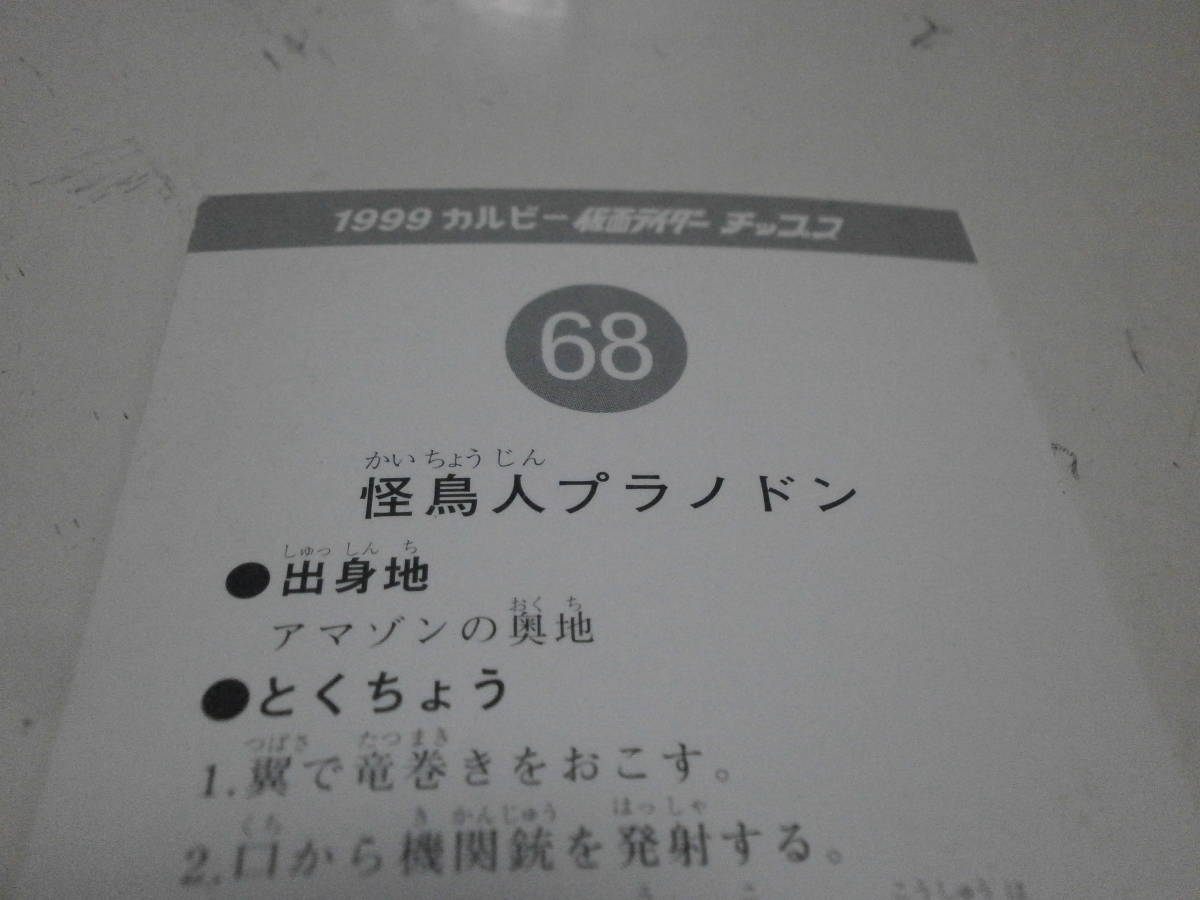 1999 カルビー 仮面ライダー チップス
68
かいちょうじん
怪鳥人プラノドン
しゅっしんち
●出身地
おくち
アマゾンの奥地
●とくちょう
つばさ たつまき
1.翼で竜巻きをおこす。
くち きかんじゅう はっしゃ
2.口から機関銃を発射する。